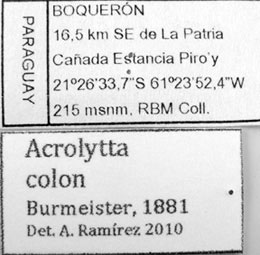 PARAGUAY
BOQUERÓN
16,5 km SE de La Patria
Cañada Estancia Piro´y
21º26'33,7"S 61º23'52,4"W
215 msnm, RBM Coll.
Acrolytta
colon
Burmeister, 1881
Det. A. Ramírez 2010